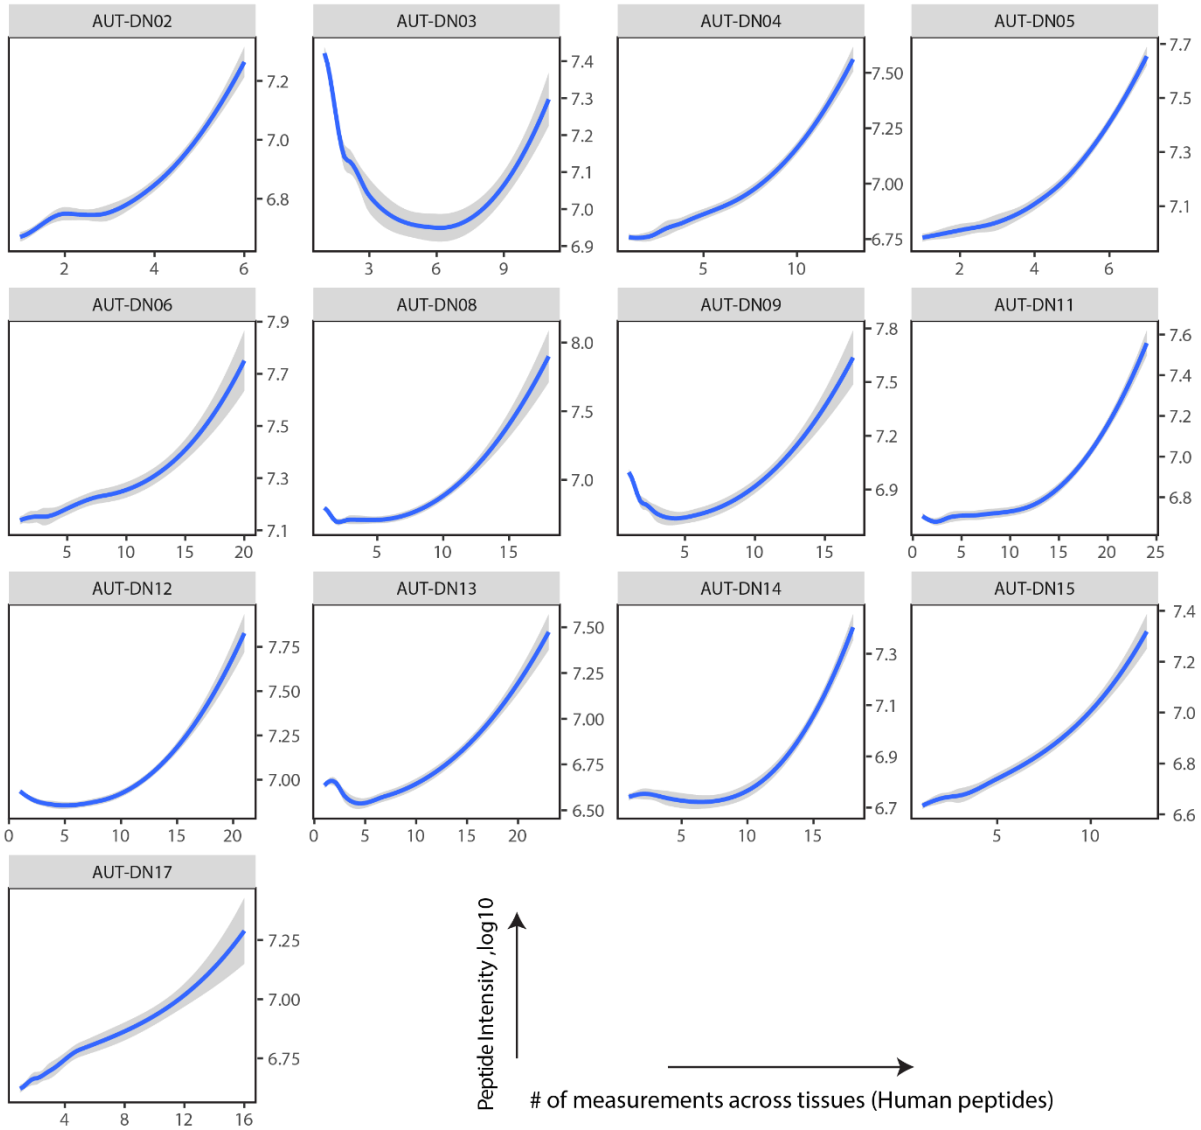 AUT-DN02
AUT-DN03
AUT-DN04
AUT-DN05
7.2
7.0
6.8
2 4 6
7.4
7.3
7.2
7.1
7.0
6.9
3 6 9
7.50
7.25
7.00
6.75
5 10
7.7
7.5
7.3
7.1
2 4 6
AUT-DN06
AUT-DN08
AUT-DN09
AUT-DN11
7.9
7.7
7.5
7.3
7.1
5 10 15 20
8.0
7.5
7.0
5 10 15
7.8
7.5
7.2
6.9
5 10 15
7.6
7.4
7.2
7.0
6.8
0 5 10 15 20 25
AUT-DN12
AUT-DN13
AUT-DN14
AUT-DN15
7.75
7.50
7.25
7.00
0 5 10 15 20
7.50
7.25
7.00
6.75
6.50
0 5 10 15 20
7.3
7.1
6.9
6.7
5 10 15
7.4
7.2
7.0
6.8
6.6
5 10
AUT-DN17
7.25
7.00
6.75
4 8 12 16
Peptide Intensity ,log10
# of measurements across tissues (Human peptides)